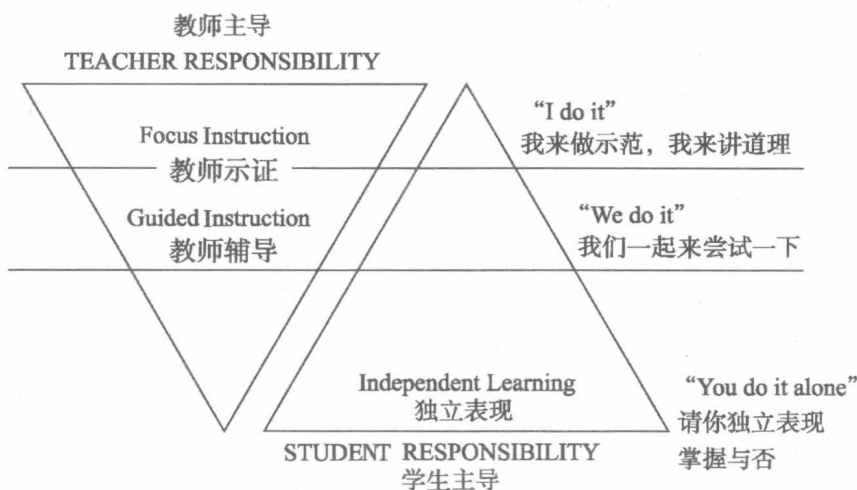 教师主导
TEACHER RESPONSIBILITY
Focus Instruction
教师示证
“I do it”
我来做示范，我来讲道理
Guided Instruction
教师辅导
“We do it”
我们一起来尝试一下
Independent Learning
独立表现
“You do it alone”
请你独立表现
掌握与否
STUDENT RESPONSIBILITY
学生主导